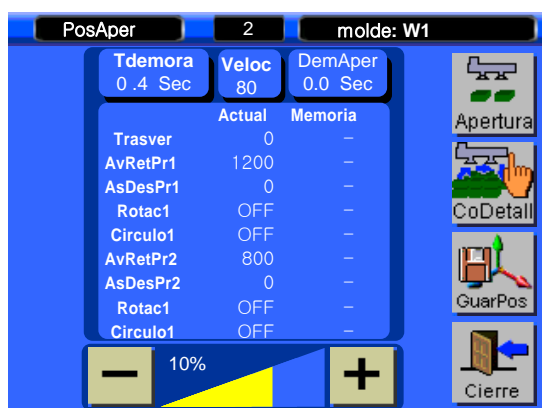 PosAper 2 molde: W1
Tdemora Veloc DemAper
0 .4 Sec 80 0.0 Sec
Actual Memoria
Trasver 0 –
AvRetPr1 1200 –
AsDesPr1 0 –
Rotac1 OFF –
Circulo1 OFF –
AvRetPr2 800 –
AsDesPr2 0 –
Rotac1 OFF –
Circulo1 OFF –
– 10% +
Apertura
CoDetall
GuarPos
Cierre